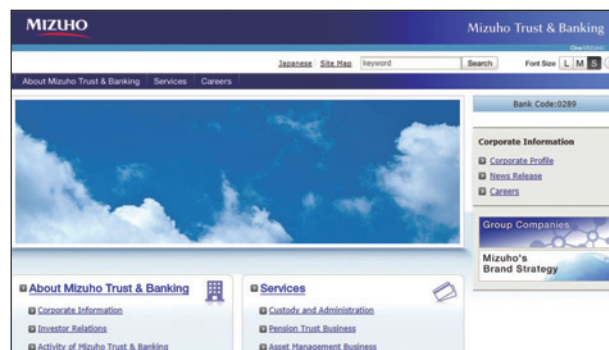 MIZUHO
Mizuho Trust & Banking
One MIZUHO
Japanese Site Map keyword Search Font Size L M S
About Mizuho Trust & Banking Services Careers
Bank Code:0289
Corporate Information
Corporate Profile
News Release
Careers
Group Companies
Mizuho's
Brand Strategy
About Mizuho Trust & Banking
Corporate Information
Investor Relations
Activity of Mizuho Trust & Banking
Services
Custody and Administration
Pension Trust Business
Asset Management Business